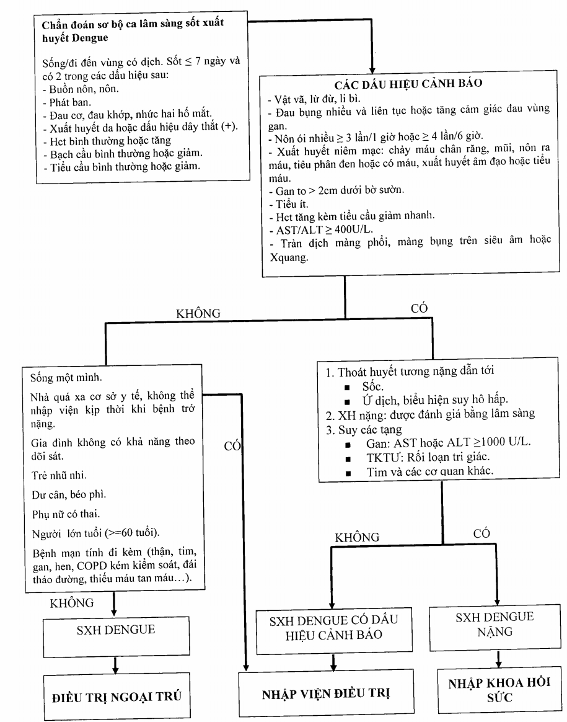 Chẩn đoán sơ bộ ca lâm sàng sốt xuất
huyết Dengue
Sống/đi đến vùng có dịch. Sốt ≤ 7 ngày và
có 2 trong các dấu hiệu sau:
- Buồn nôn, nôn.
- Phát ban.
- Đau cơ, đau khớp, nhức hai hố mắt.
- Xuất huyết da hoặc dấu hiệu dây thắt (+).
- Hct bình thường hoặc tăng
- Bạch cầu bình thường hoặc giảm.
- Tiểu cầu bình thường hoặc giảm.
CÁC DẤU HIỆU CẢNH BÁO
- Vật vã, lừ đừ, li bì.
- Đau bụng nhiều và liên tục hoặc tăng cảm giác đau vùng
gan.
- Nôn ói nhiều ≥ 3 lần/1 giờ hoặc ≥ 4 lần/6 giờ.
- Xuất huyết niêm mạc: chảy máu chân răng, mũi, nôn ra
máu, tiêu phân đen hoặc có máu, xuất huyết âm đạo hoặc tiểu
máu.
- Gan to > 2cm dưới bờ sườn.
- Tiểu ít.
- Hct tăng kèm tiểu cầu giảm nhanh.
- AST/ALT ≥ 400U/L.
- Tràn dịch màng phổi, màng bụng trên siêu âm hoặc
Xquang.
KHÔNG
CÓ
Sống một mình.
Nhà quá xa cơ sở y tế, không thể
nhập viện kịp thời khi bệnh trở
nặng.
Gia đình không có khả năng theo
dõi sát.
Trẻ nhũ nhi.
Dư cân, béo phì.
Phụ nữ có thai.
Người lớn tuổi (>=60 tuổi).
Bệnh mạn tính đi kèm (thận, tim,
gan, hen, COPD kém kiểm soát, đái
tháo đường, thiếu máu tan máu…).
CÓ
1. Thoát huyết tương nặng dẫn tới
■ Sốc.
■ Ứ dịch, biểu hiện suy hô hấp.
2. XH nặng: được đánh giá bằng lâm sàng
3. Suy các tạng
■ Gan: AST hoặc ALT ≥1000 U/L.
■ TKTƯ: Rối loạn tri giác.
■ Tim và các cơ quan khác.
KHÔNG
CÓ
KHÔNG
SXH DENGUE
SXH DENGUE CÓ DẤU
HIỆU CẢNH BÁO
SXH DENGUE
NẶNG
ĐIỀU TRỊ NGOẠI TRÚ
NHẬP VIỆN ĐIỀU TRỊ
NHẬP KHOA HỒI
SỨC